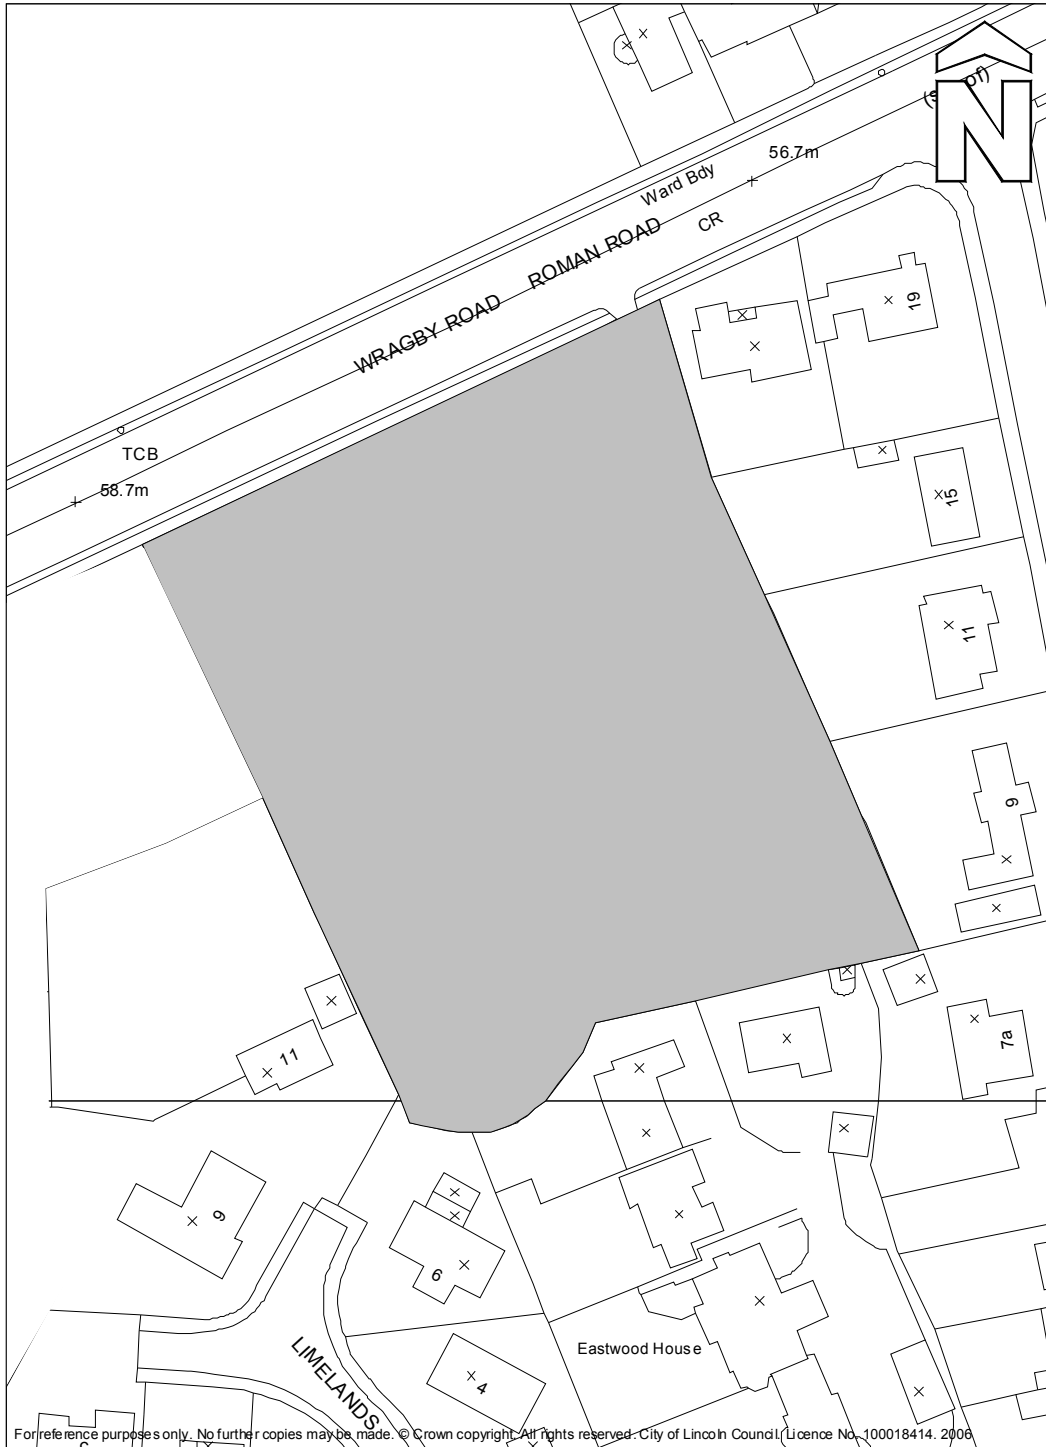 N
56.7m
Ward Bdy
CR
WRAGBY ROAD ROMAN ROAD
TCB
58.7m
19
15
11
9
7a
11
9
6
4
Eastwood House
LIMELANDS
For reference purposes only. No further copies may be made. © Crown copyright. All rights reserved. City of Lincoln Council. Licence No. 100018414. 2006